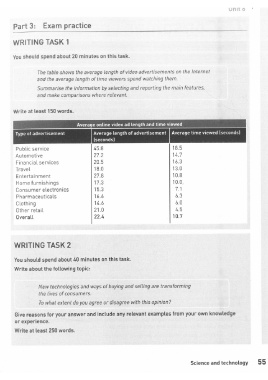 UNIT 8
Part 3: Exam practice
WRITING TASK 1
You should spend about 20 minutes on this task.
The table shows the average length of video advertisements on the Internet
and the average length of time viewers spend watching them.
Summarise the information by selecting and reporting the main features,
and make comparisons where relevant.
Write at least 150 words.
Average online video ad length and time viewed
Type of advertisement Average length of advertisement (seconds) Average time viewed (seconds)
Public service 45.8 18.5
Automotive 27.2 14.7
Financial services 20.5 14.3
Travel 18.0 13.0
Entertainment 27.8 10.8
Home furnishings 17.3 10.0
Consumer electronics 18.3 7.1
Pharmaceuticals 16.4 6.3
Clothing 16.6 6.0
Other retail 21.0 4.5
Overall 22.4 10.7
WRITING TASK 2
You should spend about 40 minutes on this task.
Write about the following topic:
New technologies and ways of buying and selling are transforming
the lives of consumers.
To what extent do you agree or disagree with this opinion?
Give reasons for your answer and include any relevant examples from your own knowledge
or experience.
Write at least 250 words.
Science and technology 55